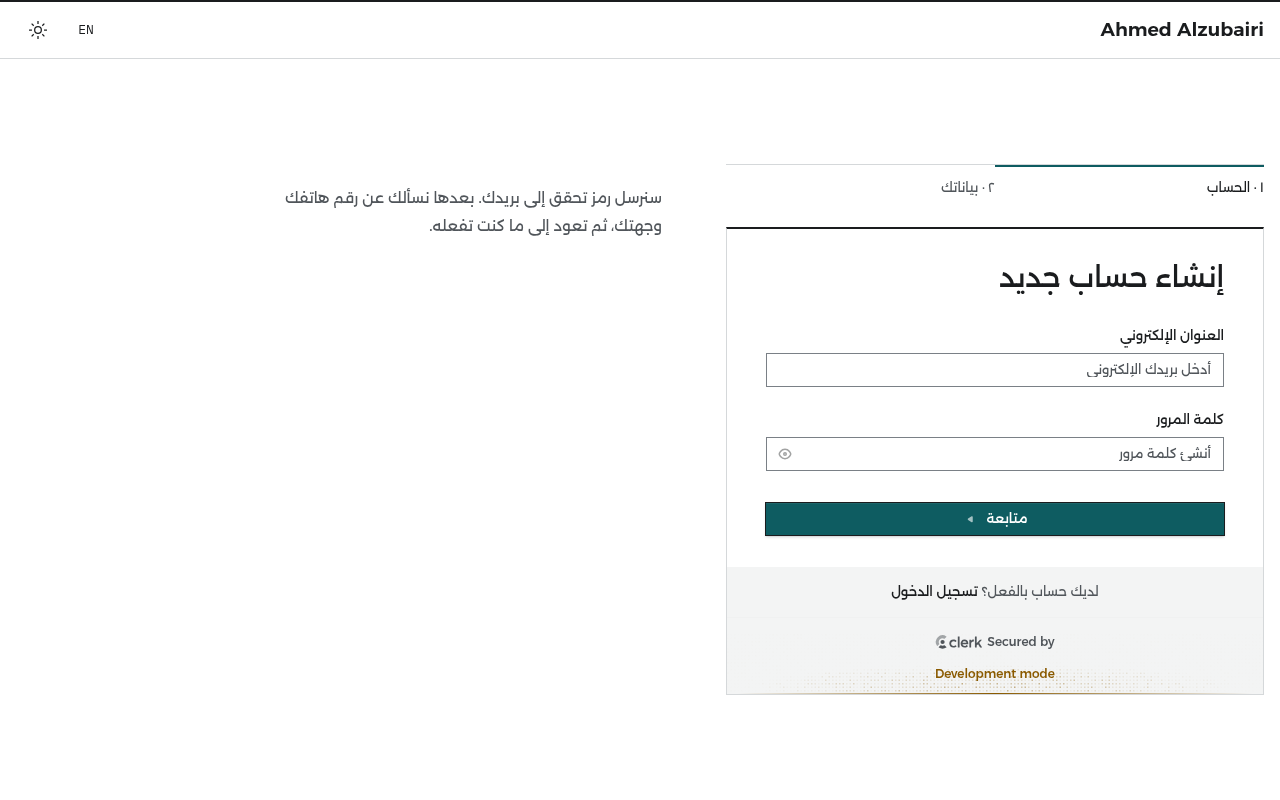 Ahmed Alzubairi
EN
٠١ الحساب
٠٢ بياناتك
سنرسل رمز تحقق إلى بريدك. بعدها نسألك عن رقم هاتفك
وجهتك، ثم تعود إلى ما كنت تفعله.
إنشاء حساب جديد
العنوان الإلكتروني
أدخل بريدك الإلكتروني
كلمة المرور
أنشئ كلمة مرور
متابعة
لديك حساب بالفعل؟ تسجيل الدخول
Secured by clerk
Development mode